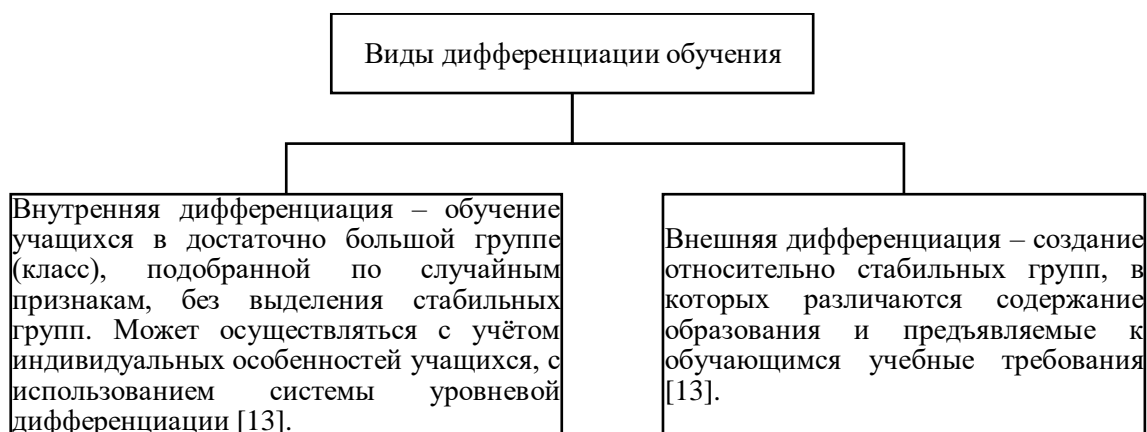 Виды дифференциации обучения
Внутренняя дифференциация – обучение
учащихся в достаточно большой группе
(класс), подобранной по случайным
признакам, без выделения стабильных
групп. Может осуществляться с учётом
индивидуальных особенностей учащихся, с
использованием системы уровневой
дифференциации [13].
Внешняя дифференциация – создание
относительно стабильных групп, в
которых различаются содержание
образования и предъявляемые к
обучающимся учебные требования
[13].